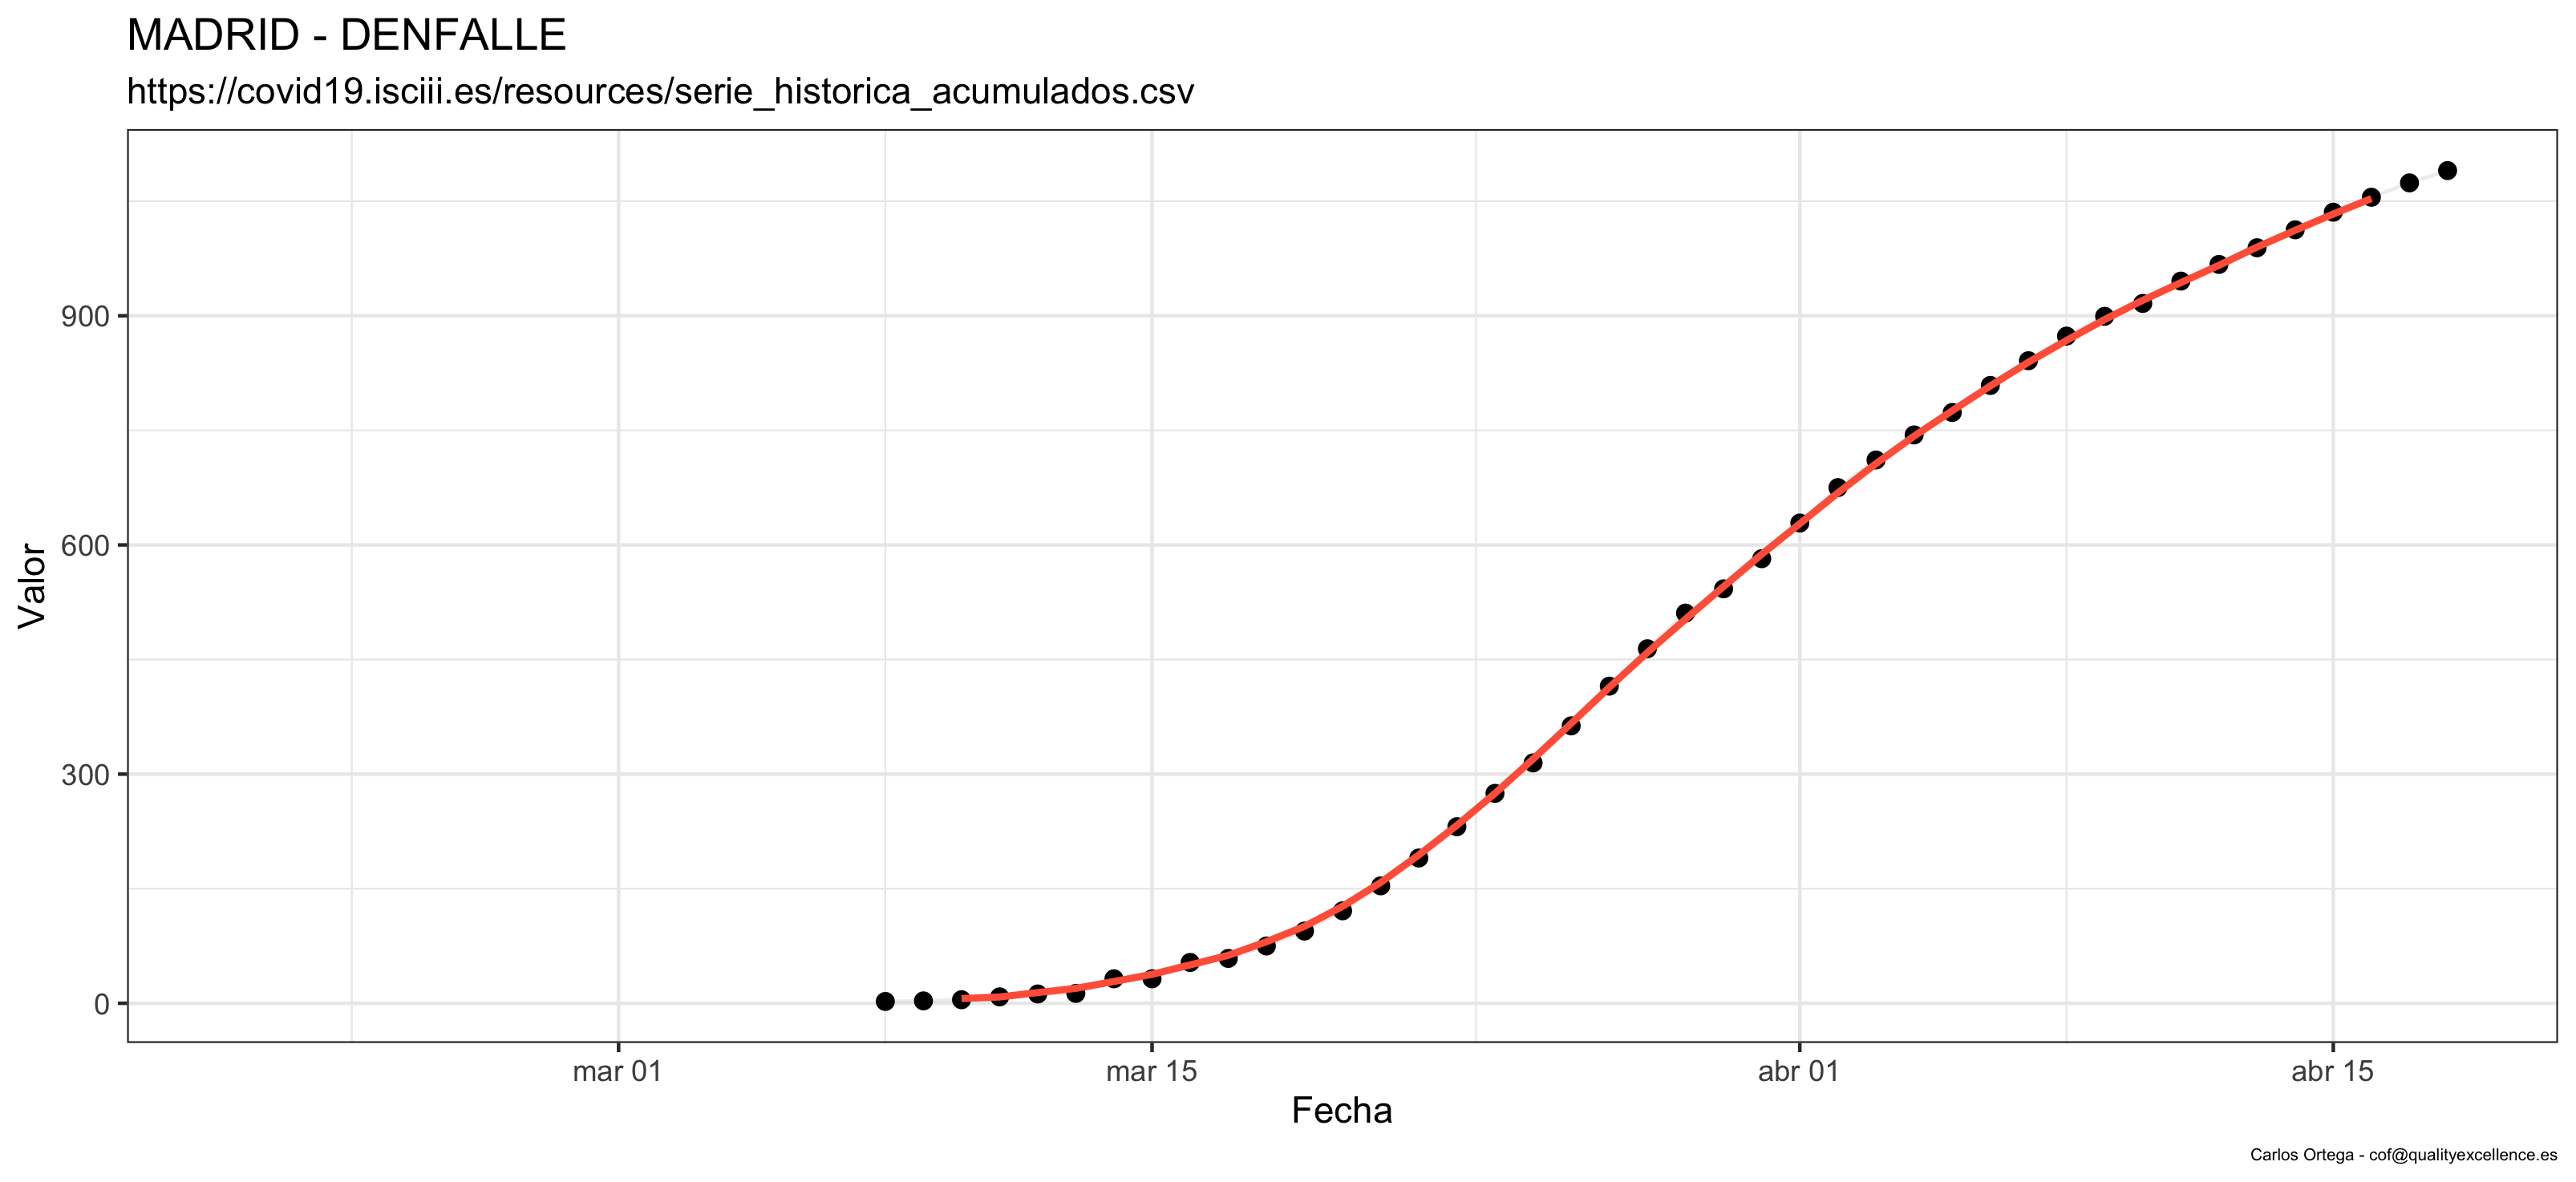 MADRID - DENFALLE
https://covid19.isciii.es/resources/serie_historica_acumulados.csv
Valor
900
600
300
0
mar 01
mar 15
abr 01
abr 15
Fecha
Carlos Ortega - cof@qualityexcellence.es